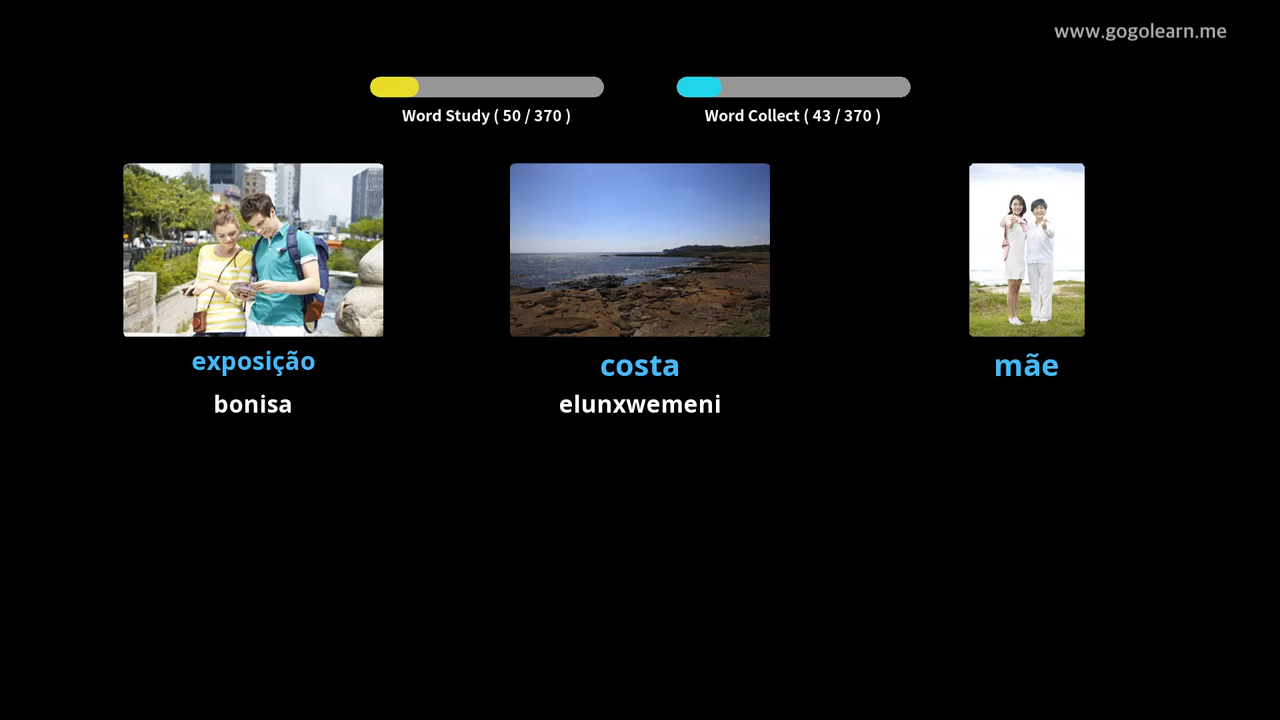 www.gogolearn.me
Word Study ( 50 / 370 )
Word Collect ( 43 / 370 )
exposição
costa
mãe
bonisa
elunxwemeni